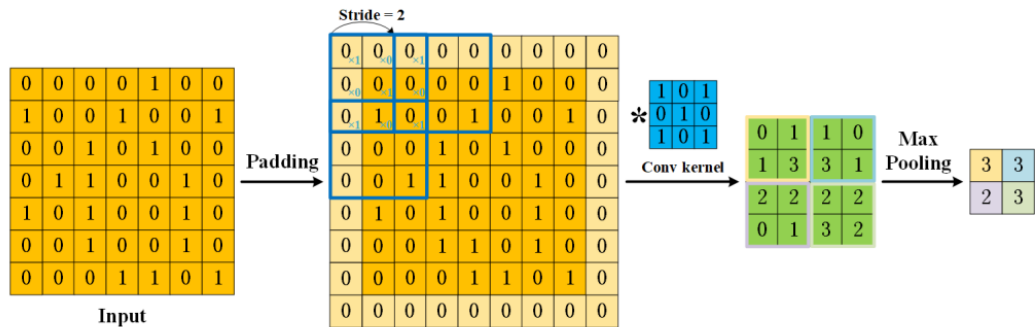 Stride = 2
0 0 0 0 1 0 0
1 0 0 1 0 0 1
0 0 1 0 1 0 0
0 1 1 0 0 1 0
1 0 1 0 0 1 0
0 0 1 0 0 1 0
0 0 0 1 1 0 1
Input
Padding
0×1 0×0 0×1 0 0 0 0 0 0
0×0 0×1 0×0 0 0 1 0 0 0
0×1 1×0 0×1 0 1 0 0 1 0
0 0 0 1 0 1 0 0 0
0 0 1 1 0 0 1 0 0
0 1 0 1 0 0 1 0 0
0 0 0 1 1 0 1 0 0
0 0 0 0 1 1 1 0 0
0 0 0 0 0 0 0 0 0
*
1 0 1
0 1 0
1 0 1
Conv kernel
0 1 1 0
1 3 3 1
2 2 2 2
0 1 3 2
Max
Pooling
3 3
2 3